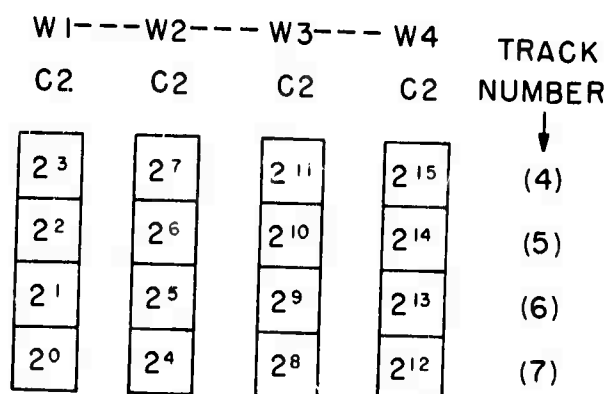 W1---W2---W3---W4 TRACK
C2. C2 C2 C2 NUMBER
2³ 2⁷ 2¹¹ 2¹⁵ (4)
2² 2⁶ 2¹⁰ 2¹⁴ (5)
2¹ 2⁵ 2⁹ 2¹³ (6)
2⁰ 2⁴ 2⁸ 2¹² (7)